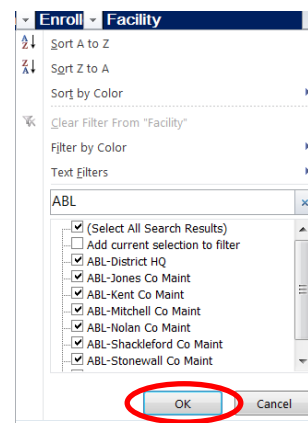 Enroll Facility
Sort A to Z
Sort Z to A
Sort by Color
Clear Filter From "Facility"
Filter by Color
Text Filters
ABL
(Select All Search Results)
Add current selection to filter
ABL-District HQ
ABL-Jones Co Maint
ABL-Kent Co Maint
ABL-Mitchell Co Maint
ABL-Nolan Co Maint
ABL-Shackleford Co Maint
ABL-Stonewall Co Maint
OK Cancel